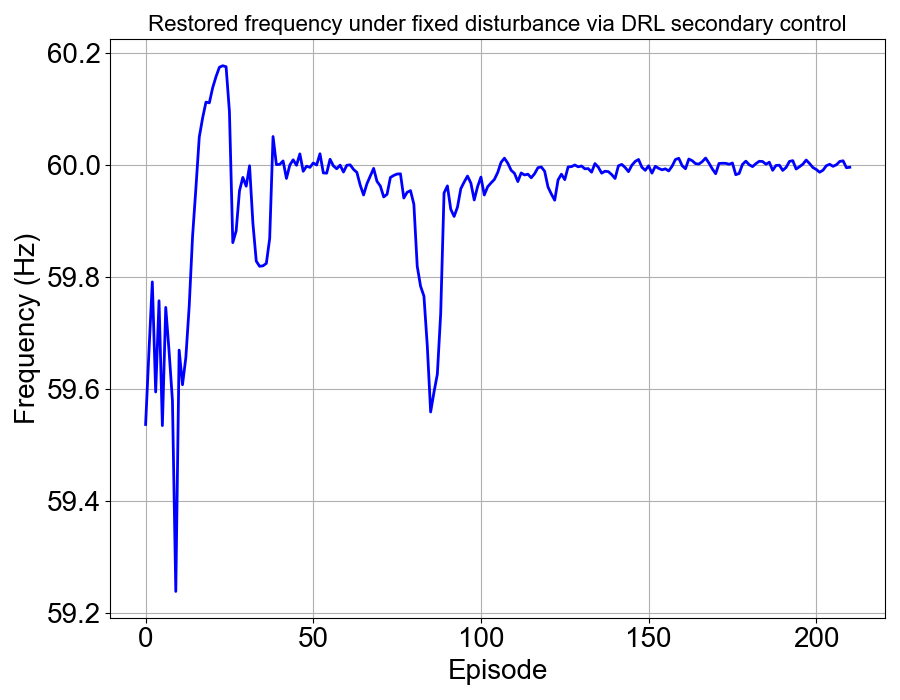 Restored frequency under fixed disturbance via DRL secondary control
60.2
60.0
59.8
59.6
59.4
59.2
Frequency (Hz)
0 50 100 150 200
Episode